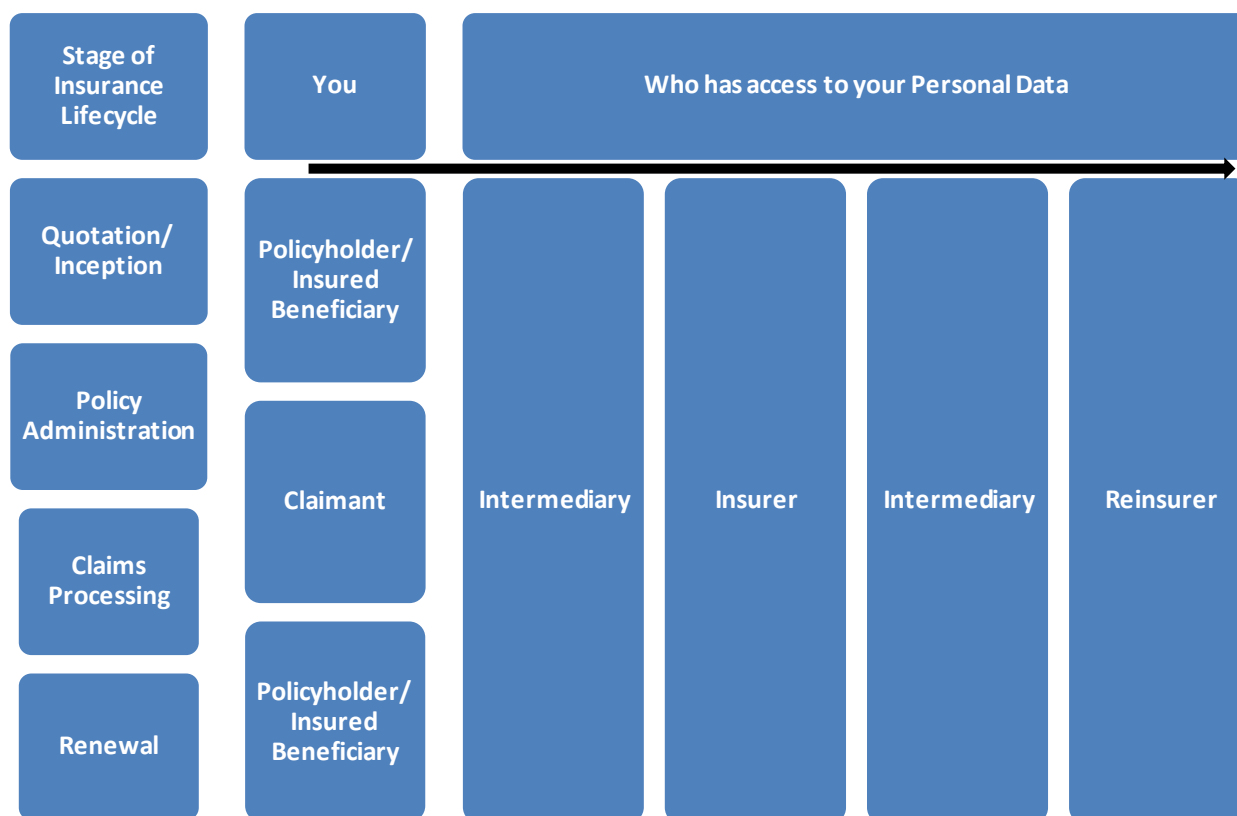 Stage of
Insurance
Lifecycle
You
Who has access to your Personal Data
Quotation/
Inception
Policy
Administration
Claims
Processing
Renewal
Policyholder/
Insured
Beneficiary
Claimant
Policyholder/
Insured
Beneficiary
Intermediary
Insurer
Intermediary
Reinsurer